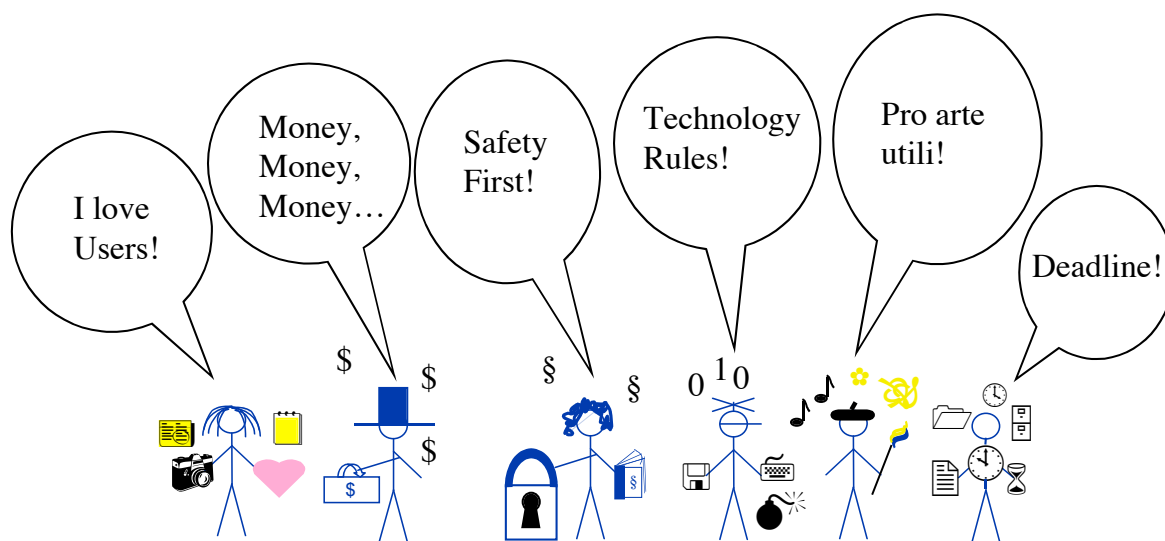 I love
Users!
Money,
Money,
Money…
Safety
First!
Technology
Rules!
Pro arte
utili!
Deadline!
$
$
$
$
§
§
§
0
1
0